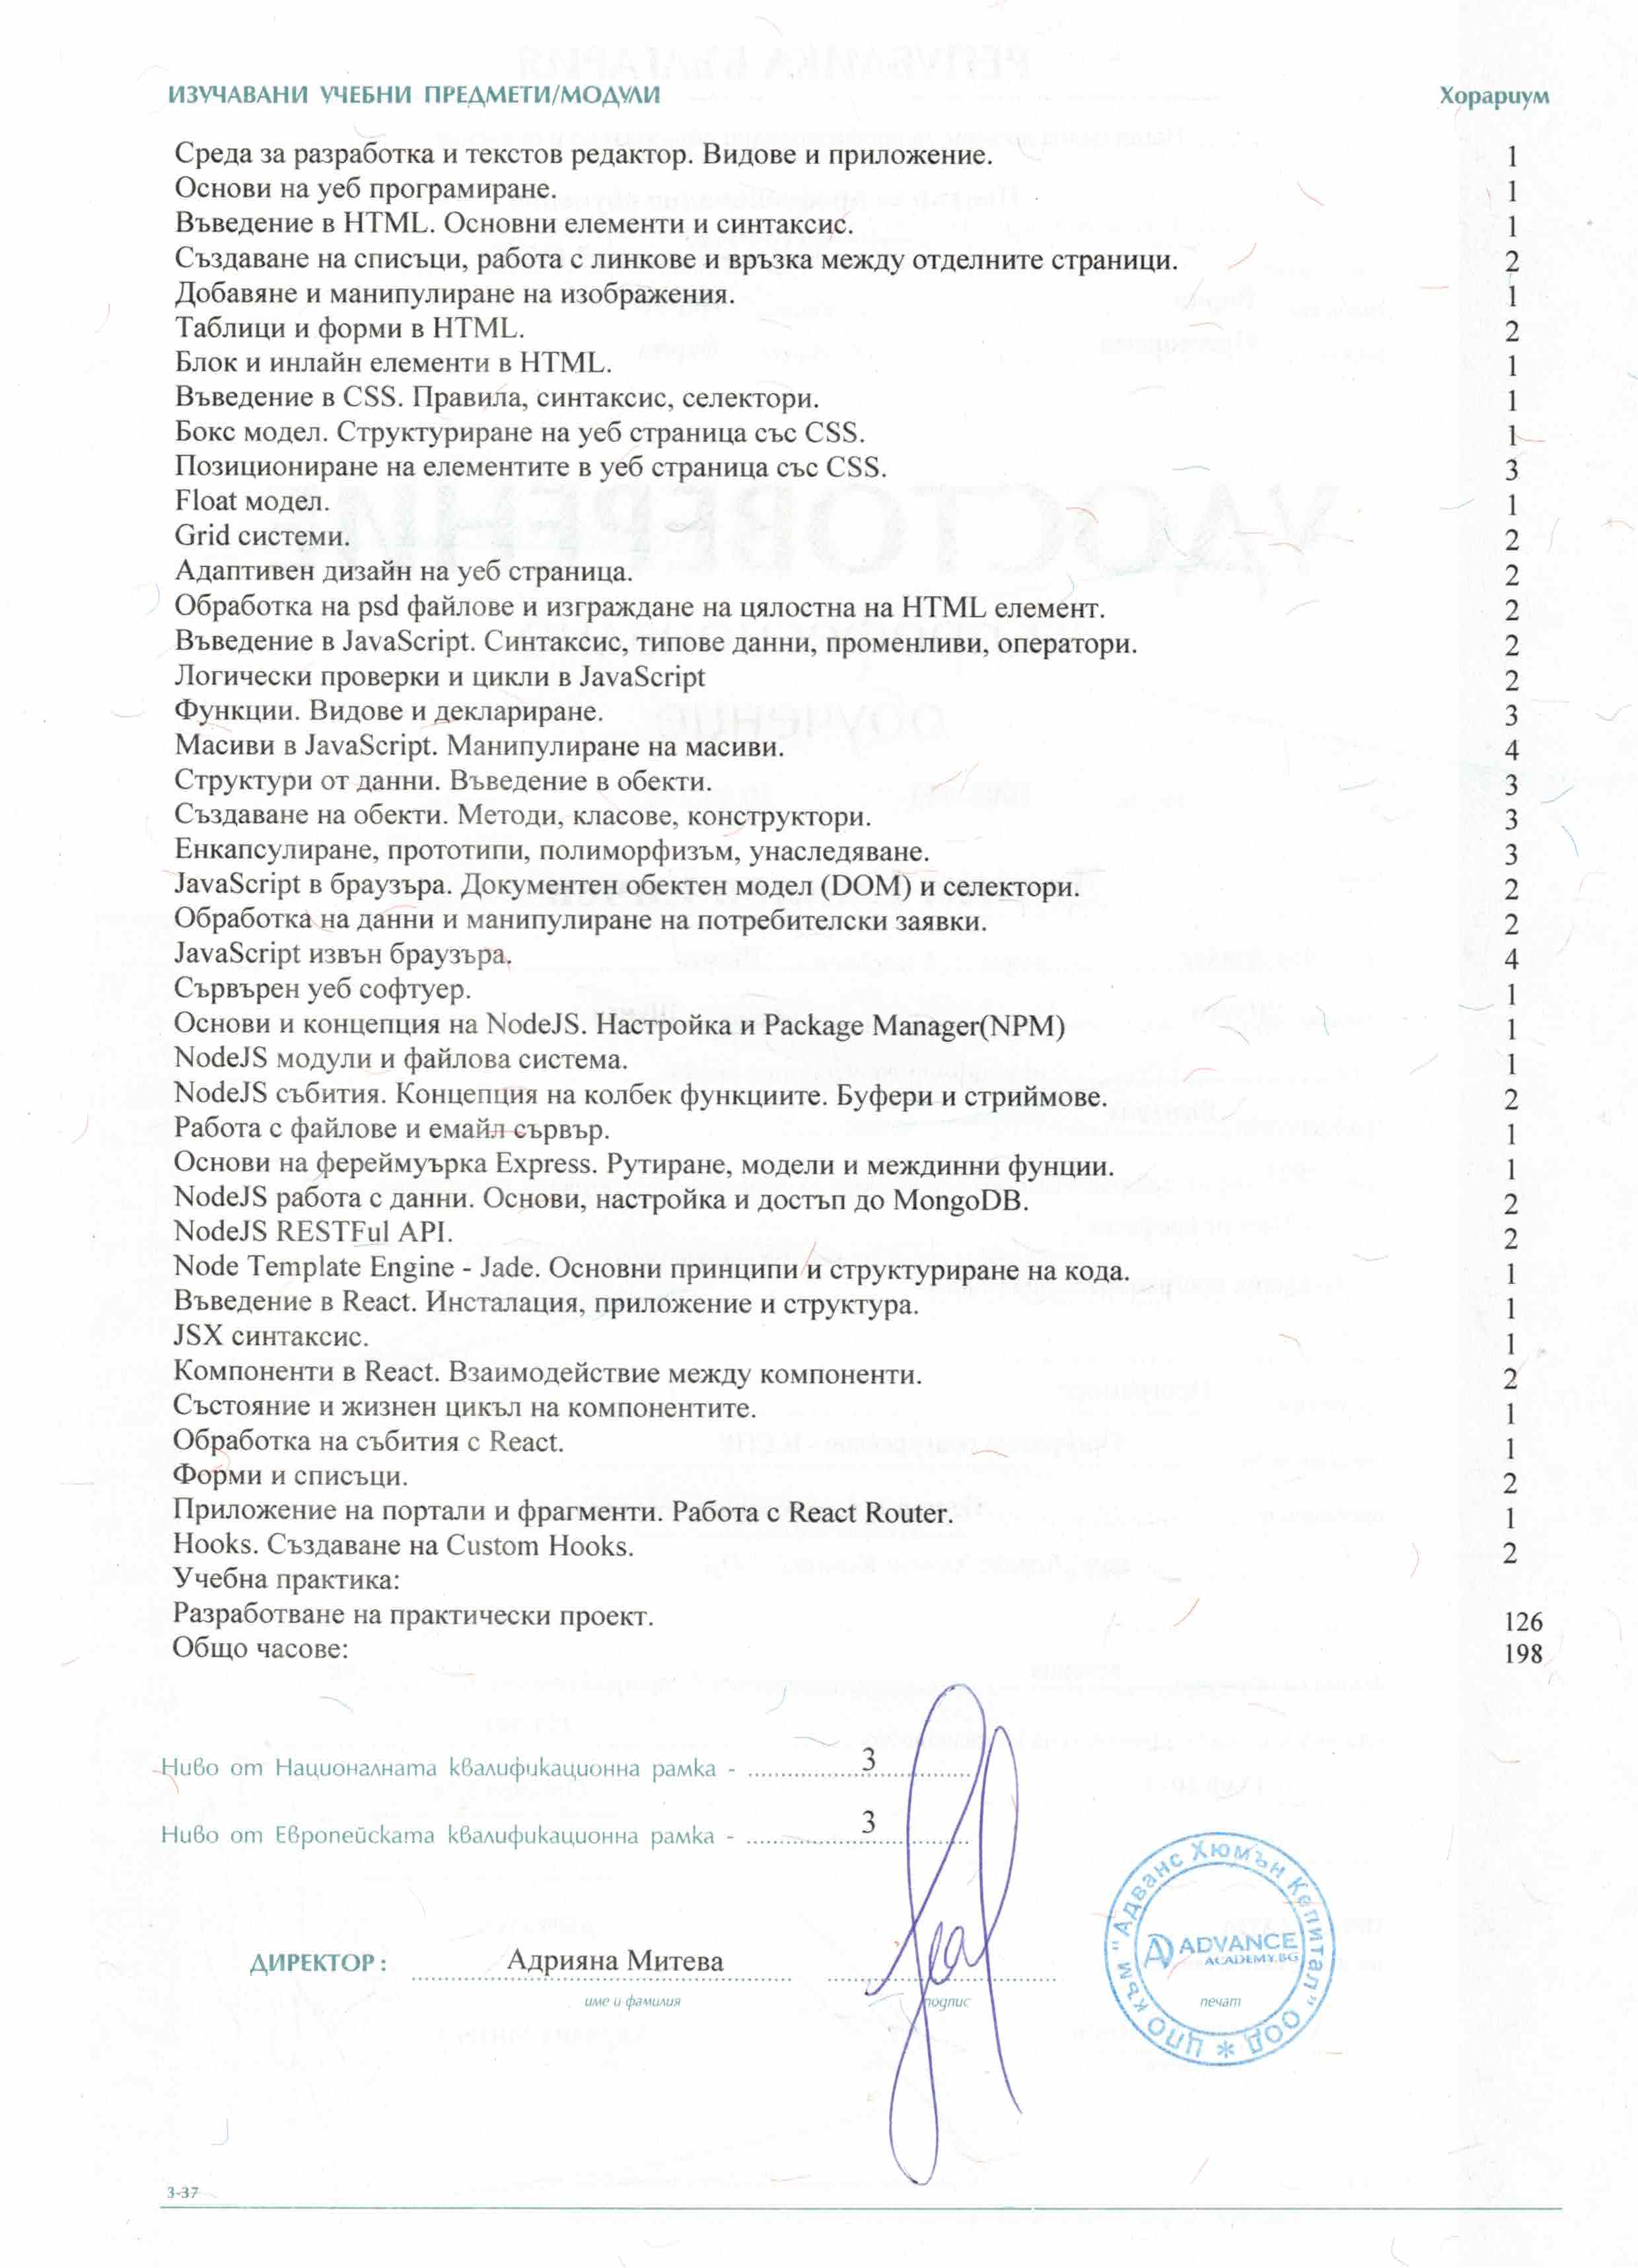 ИЗУЧАВАНИ УЧЕБНИ ПРЕДМЕТИ/МОДУЛИ Хорариум
Среда за разработка и текстов редактор. Видове и приложение. 1
Основи на уеб програмиране. 1
Въведение в HTML. Основни елементи и синтаксис. 1
Създаване на списъци, работа с линкове и връзка между отделните страници. 2
Добавяне и манипулиране на изображения. 1
Таблици и форми в HTML. 2
Блок и инлайн елементи в HTML. 1
Въведение в CSS. Правила, синтаксис, селектори. 1
Бокс модел. Структуриране на уеб страница със CSS. 1
Позициониране на елементите в уеб страница със CSS. 3
Float модел. 1
Grid системи. 2
Адаптивен дизайн на уеб страница. 2
Обработка на psd файлове и изграждане на цялостна на HTML елемент. 2
Въведение в JavaScript. Синтаксис, типове данни, променливи, оператори. 2
Логически проверки и цикли в JavaScript 2
Функции. Видове и деклариране. 3
Масиви в JavaScript. Манипулиране на масиви. 4
Структури от данни. Въведение в обекти. 3
Създаване на обекти. Методи, класове, конструктори. 3
Енкапсулиране, прототипи, полиморфизъм, унаследяване. 3
JavaScript в браузъра. Документен обектен модел (DOM) и селектори. 2
Обработка на данни и манипулиране на потребителски заявки. 2
JavaScript извън браузъра. 4
Сървърен уеб софтуер. 1
Основи и концепция на NodeJS. Настройка и Package Manager(NPM) 1
NodeJS модули и файлова система. 1
NodeJS събития. Концепция на колбек функциите. Буфери и стриймове. 2
Работа с файлове и емайл сървър. 1
Основи на ферeймуърка Express. Рутиране, модели и междинни фунции. 1
NodeJS работа с данни. Основи, настройка и достъп до MongoDB. 2
NodeJS RESTFul API. 2
Node Template Engine - Jade. Основни принципи и структуриране на кода. 1
Въведение в React. Инсталация, приложение и структура. 1
JSX синтаксис. 1
Компоненти в React. Взаимодействие между компоненти. 2
Състояние и жизнен цикъл на компонентите. 1
Обработка на събития с React. 1
Форми и списъци. 2
Приложение на портали и фрагменти. Работа с React Router. 1
Hooks. Създаване на Custom Hooks. 2
Учебна практика:
Разработване на практически проект. 126
Общо часове: 198
Ниво от Националната квалификационна рамка - 3
Ниво от Европейската квалификационна рамка - 3
ДИРЕКТОР: Адрияна Митева
име и фамилия подпис печат
ЦПО към "Адванс Хюмън Кепитал" ООД *
ADVANCE
ACADEMY.BG
3-37